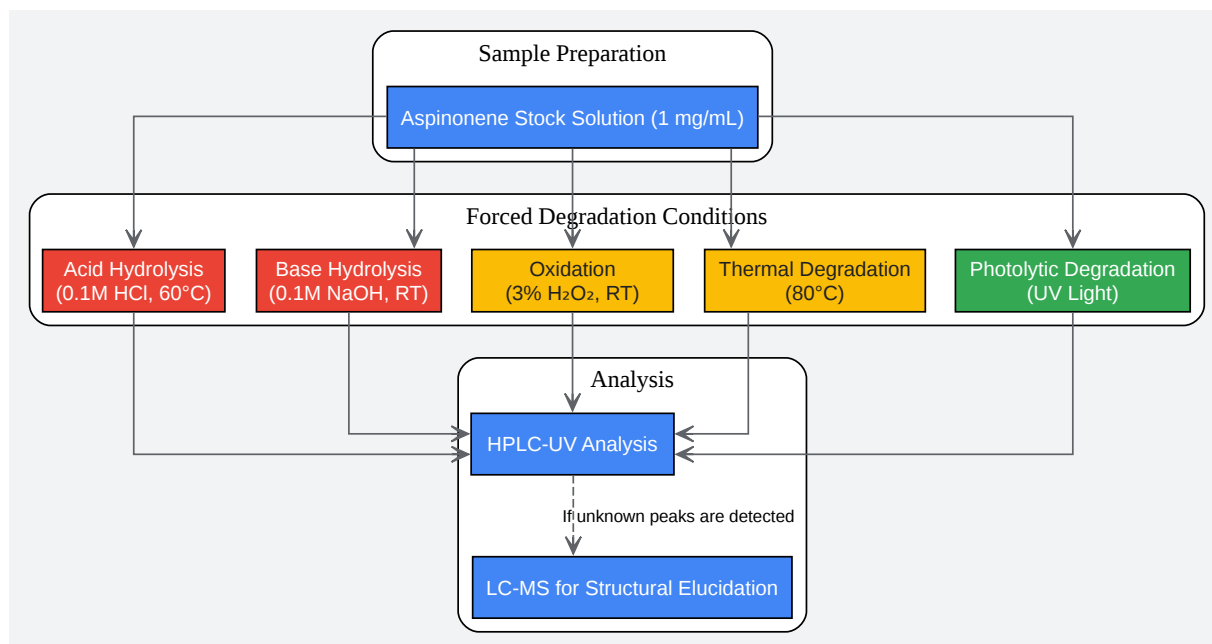 Sample Preparation
Aspinonene Stock Solution (1 mg/mL)
Forced Degradation Conditions
Acid Hydrolysis
(0.1M HCl, 60°C)
Base Hydrolysis
(0.1M NaOH, RT)
Oxidation
(3% H₂O₂, RT)
Thermal Degradation
(80°C)
Photolytic Degradation
(UV Light)
Analysis
HPLC-UV Analysis
If unknown peaks are detected
LC-MS for Structural Elucidation